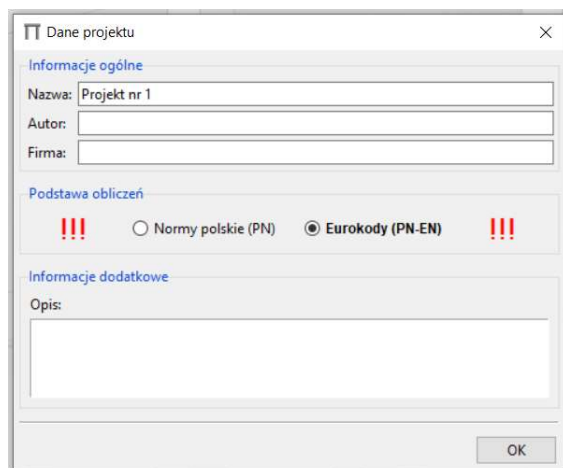 Dane projektu
Informacje ogólne
Nazwa: Projekt nr 1
Autor:
Firma:
Podstawa obliczeń
!!! Normy polskie (PN) Eurokody (PN-EN) !!!
Informacje dodatkowe
Opis:
OK